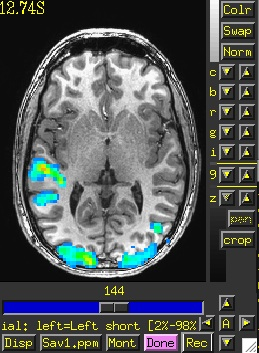 12.74S
Colr
Swap
Norm
c
b
r
g
i
9
z
pan
crop
144
ial: left=Left short [2%-98%]
A
Disp Sav1.ppm Mont Done Rec